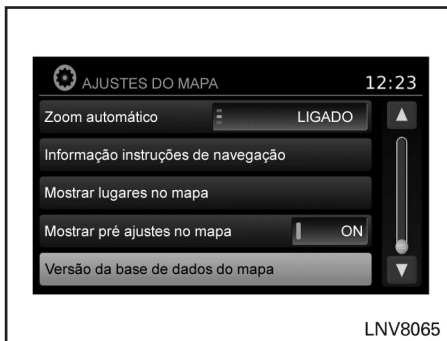 AJUSTES DO MAPA 12:23
Zoom automático LIGADO
Informação instruções de navegação
Mostrar lugares no mapa
Mostrar pré ajustes no mapa ON
Versão da base de dados do mapa
LNV8065